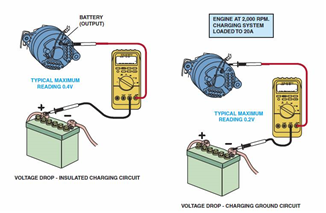 BATTERY
(OUTPUT)
TYPICAL MAXIMUM
READING 0.4V
+ −
VOLTAGE DROP - INSULATED CHARGING CIRCUIT
ENGINE AT 2,000 RPM.
CHARGING SYSTEM
LOADED TO 20A
TYPICAL MAXIMUM
READING 0.2V
+ −
VOLTAGE DROP - CHARGING GROUND CIRCUIT